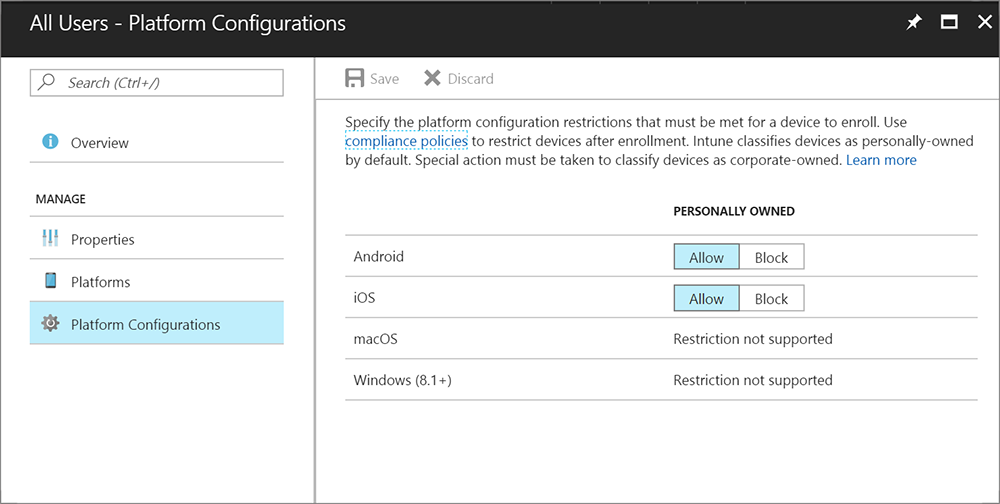 All Users - Platform Configurations
Search (Ctrl+/)
Overview
MANAGE
Properties
Platforms
Platform Configurations
Save Discard
Specify the platform configuration restrictions that must be met for a device to enroll. Use
compliance policies to restrict devices after enrollment. Intune classifies devices as personally-owned
by default. Special action must be taken to classify devices as corporate-owned. Learn more
PERSONALLY OWNED
Android Allow Block
iOS Allow Block
macOS Restriction not supported
Windows (8.1+) Restriction not supported